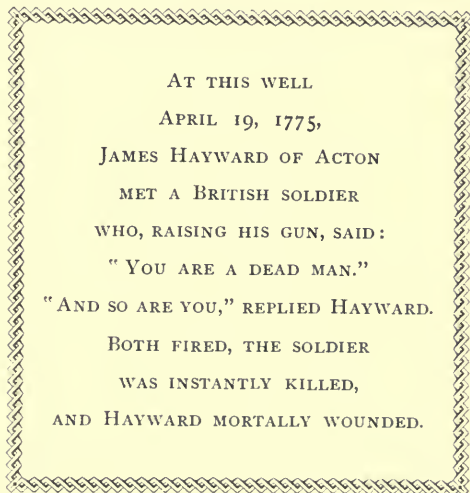 At this well
April 19, 1775,
James Hayward of Acton
met a British soldier
who, raising his gun, said:
"You are a dead man."
"And so are you," replied Hayward.
Both fired, the soldier
was instantly killed,
and Hayward mortally wounded.